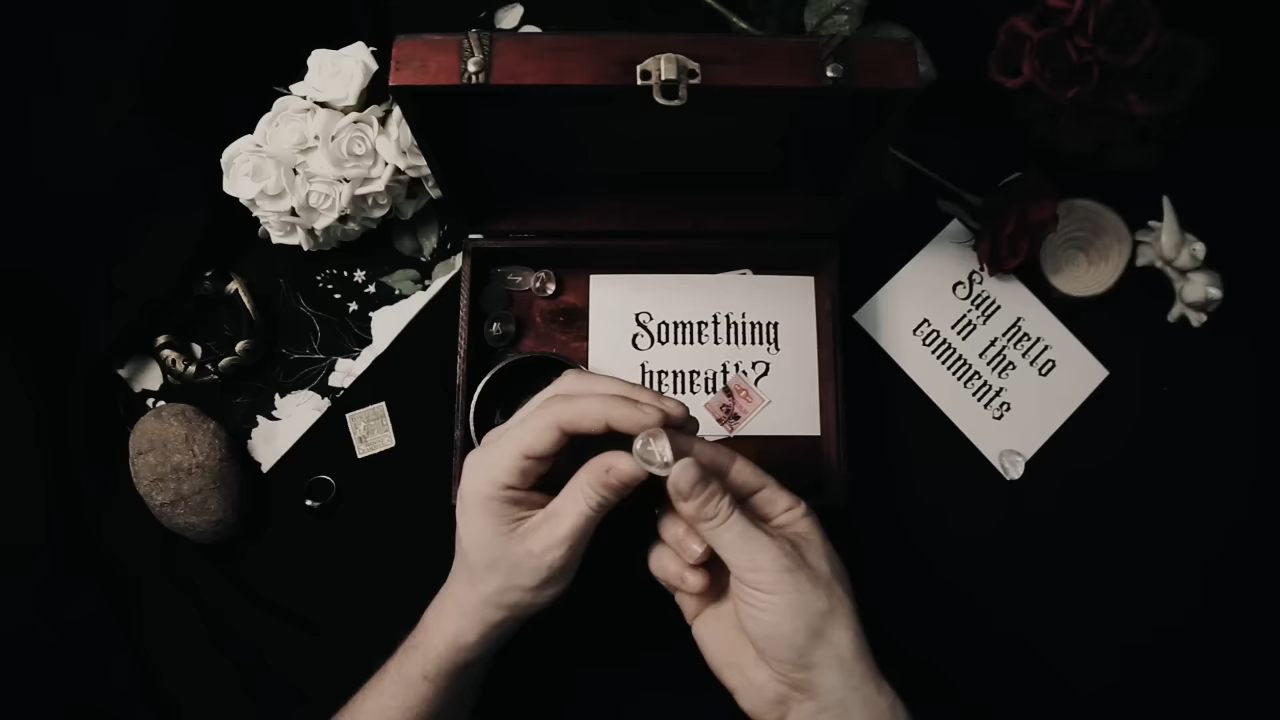 Something
beneath?
Say hello
in the
comments